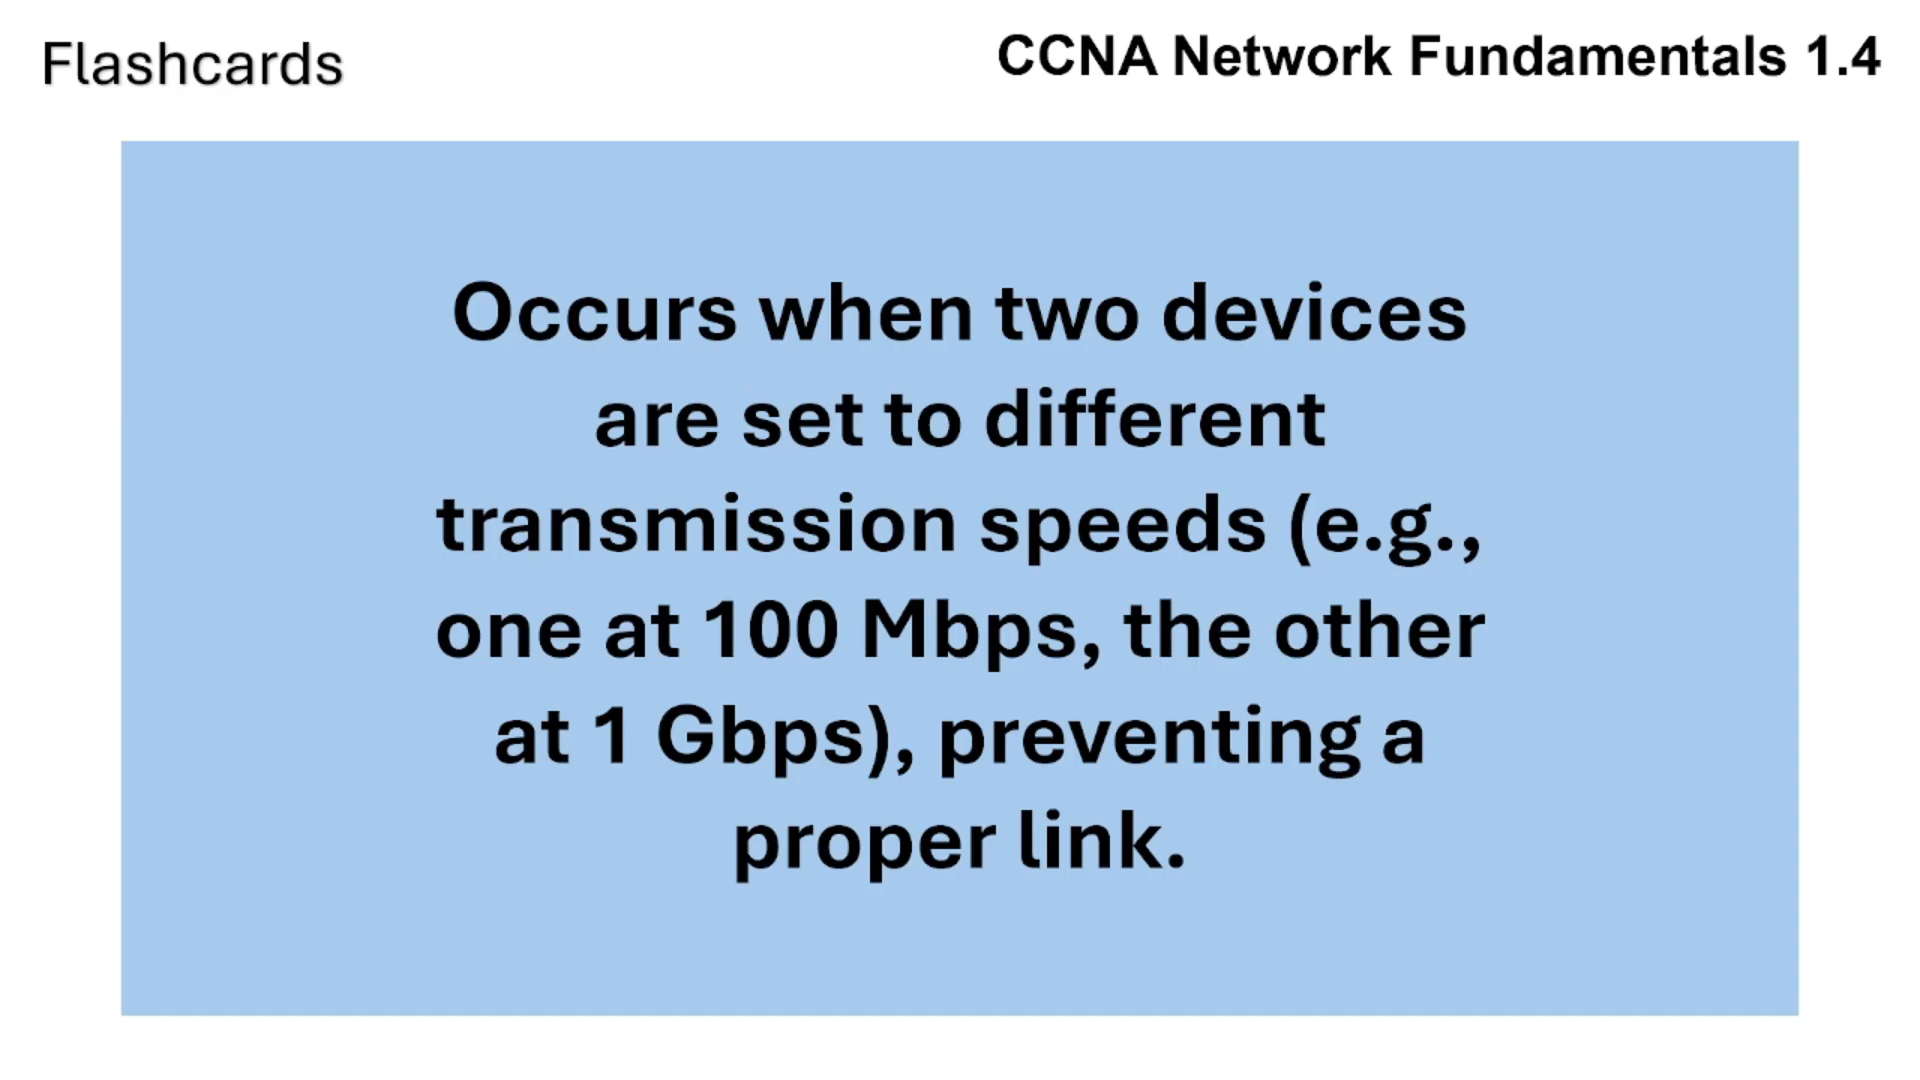 Flashcards
CCNA Network Fundamentals 1.4
Occurs when two devices
are set to different
transmission speeds (e.g.,
one at 100 Mbps, the other
at 1 Gbps), preventing a
proper link.